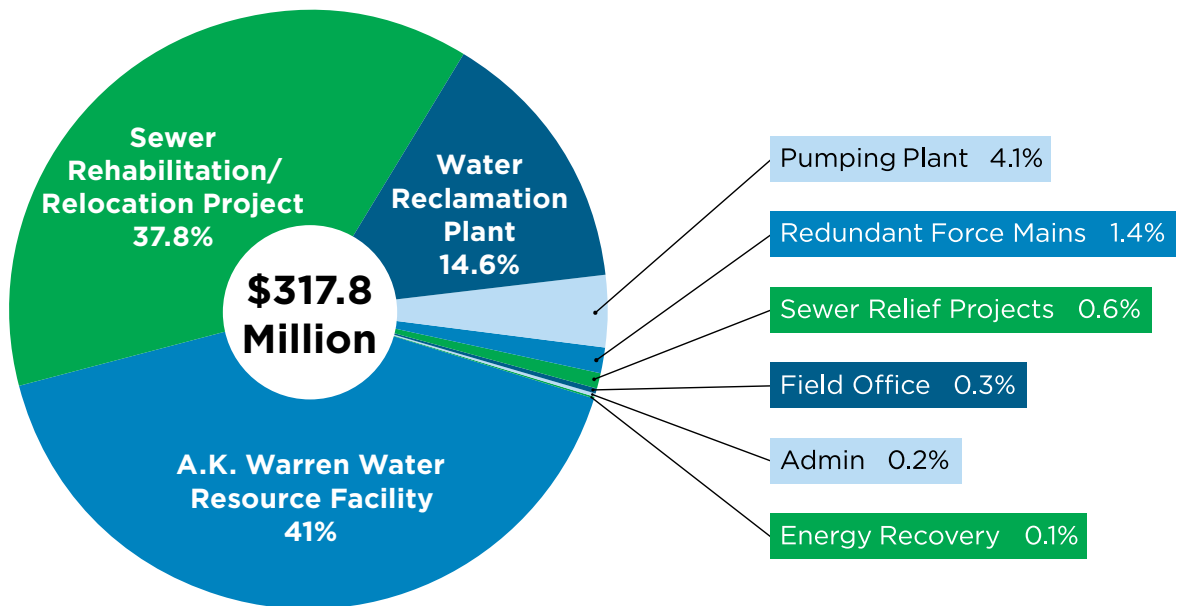 Sewer
Rehabilitation/
Relocation Project
37.8%
Water
Reclamation
Plant
14.6%
$317.8
Million
A.K. Warren Water
Resource Facility
41%
Pumping Plant 4.1%
Redundant Force Mains 1.4%
Sewer Relief Projects 0.6%
Field Office 0.3%
Admin 0.2%
Energy Recovery 0.1%